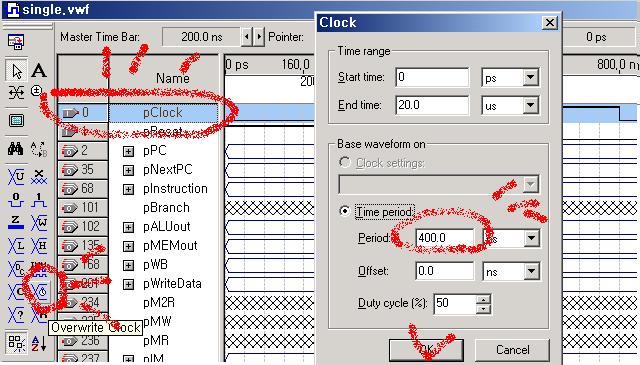 single.vwf
Clock
Master Time Bar: 200.0 ns Pointer: 0 ps
Name 0 ps 160,0 800,0 n
200
A
0 pClock
pReset
2 pPC
35 pNextPC
68 pInstruction
101 pBranch
102 pALUout
135 pMEMout
168 pWB
201 pWriteData
234 pM2R
235 pMW
236 pMR
237 pIM
Overwrite Clock
Time range
Start time: 0 ps
End time: 20.0 us
Base waveform on
Clock settings:
Time period:
Period: 400.0
Offset: 0.0 ns
Duty cycle (%): 50
OK Cancel